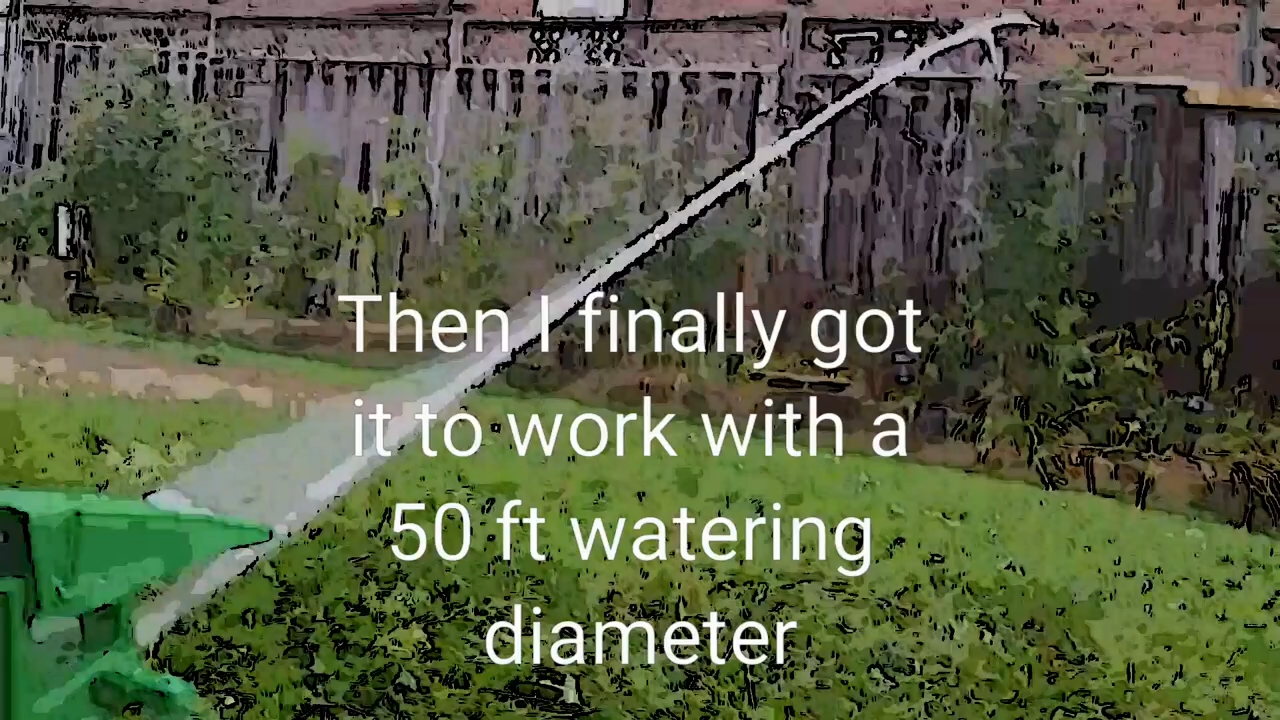 Then I finally got
it to work with a
50 ft watering
diameter